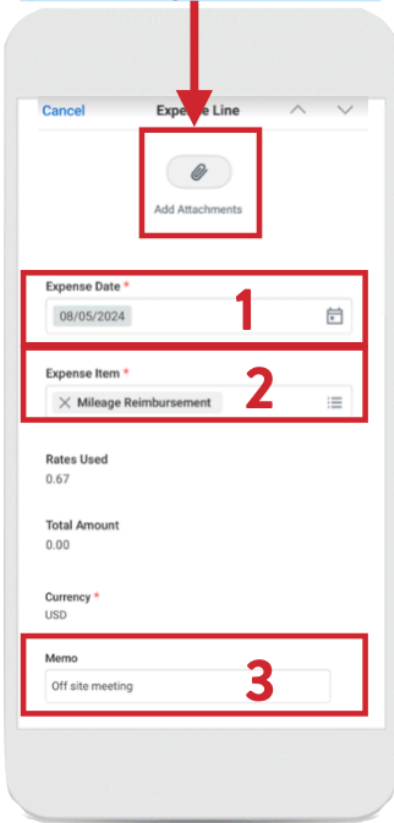 Cancel Expense Line
Add Attachments
Expense Date *
08/05/2024 1
Expense Item *
Mileage Reimbursement 2
Rates Used
0.67
Total Amount
0.00
Currency *
USD
Memo
Off site meeting 3